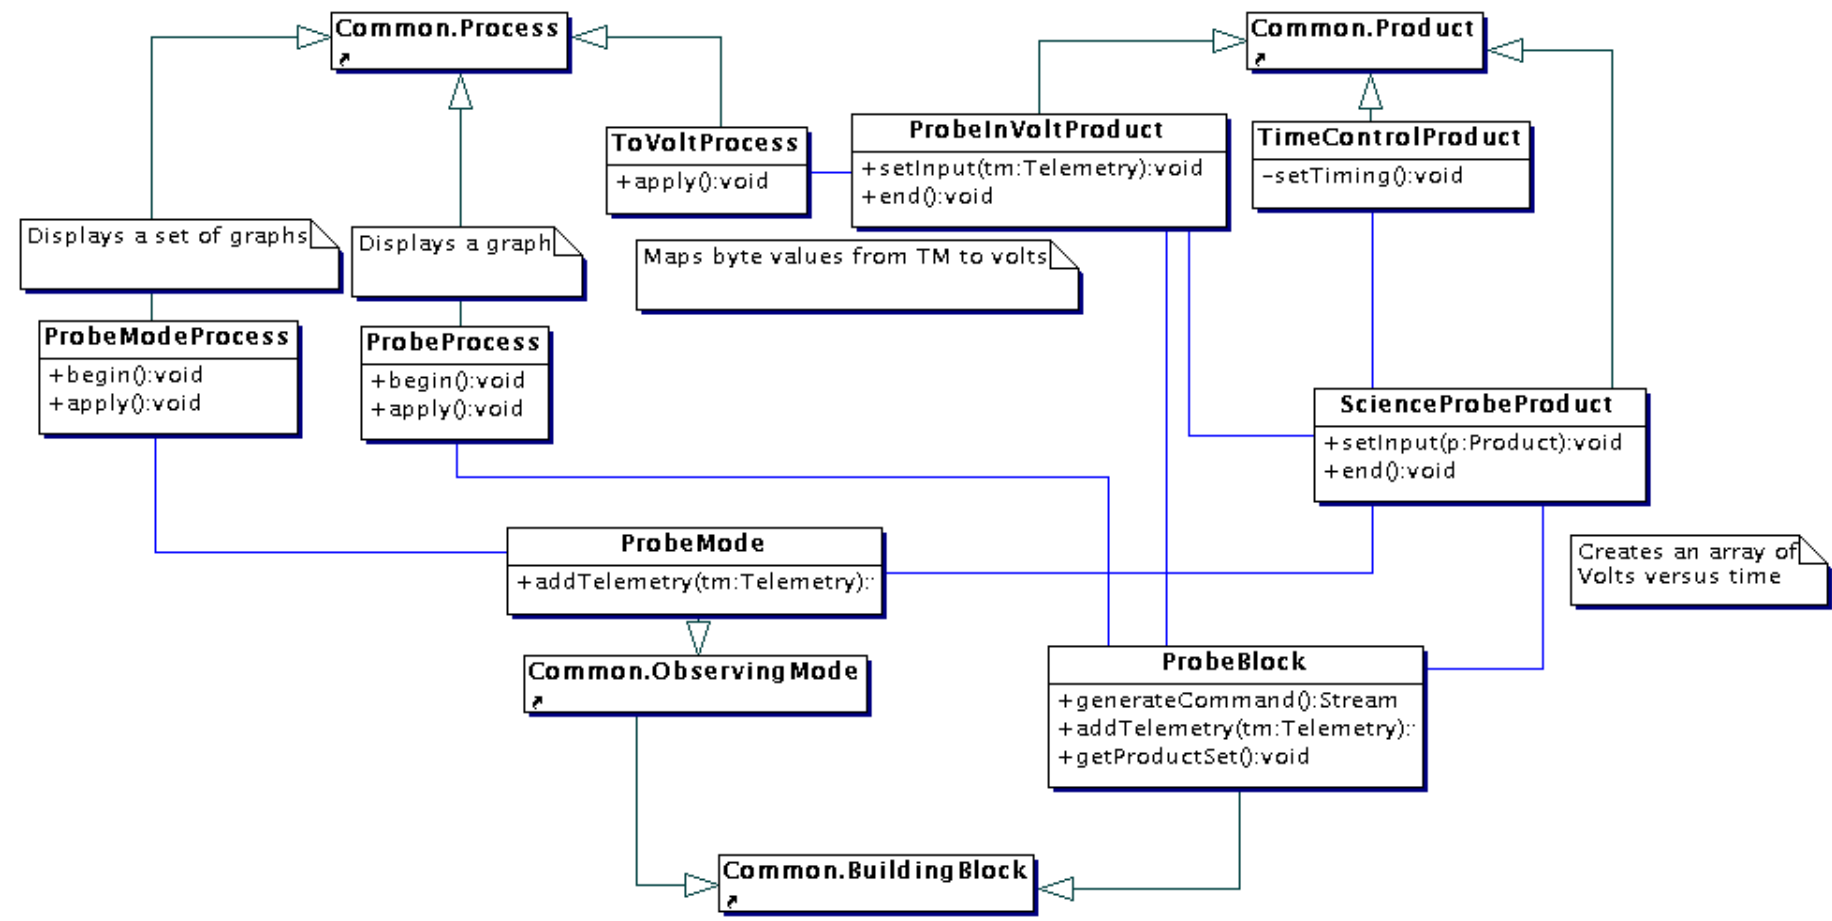 Common.Process
Common.Product
ToVoltProcess
+apply():void
ProbeInVoltProduct
+setInput(tm:Telemetry):void
+end():void
TimeControlProduct
-setTiming():void
Displays a set of graphs
Displays a graph
Maps byte values from TM to volts
ProbeModeProcess
+begin():void
+apply():void
ProbeProcess
+begin():void
+apply():void
ScienceProbeProduct
+setInput(p:Product):void
+end():void
ProbeMode
+addTelemetry(tm:Telemetry):
Creates an array of
Volts versus time
Common.ObservingMode
ProbeBlock
+generateCommand():Stream
+addTelemetry(tm:Telemetry):
+getProductSet():void
Common.BuildingBlock